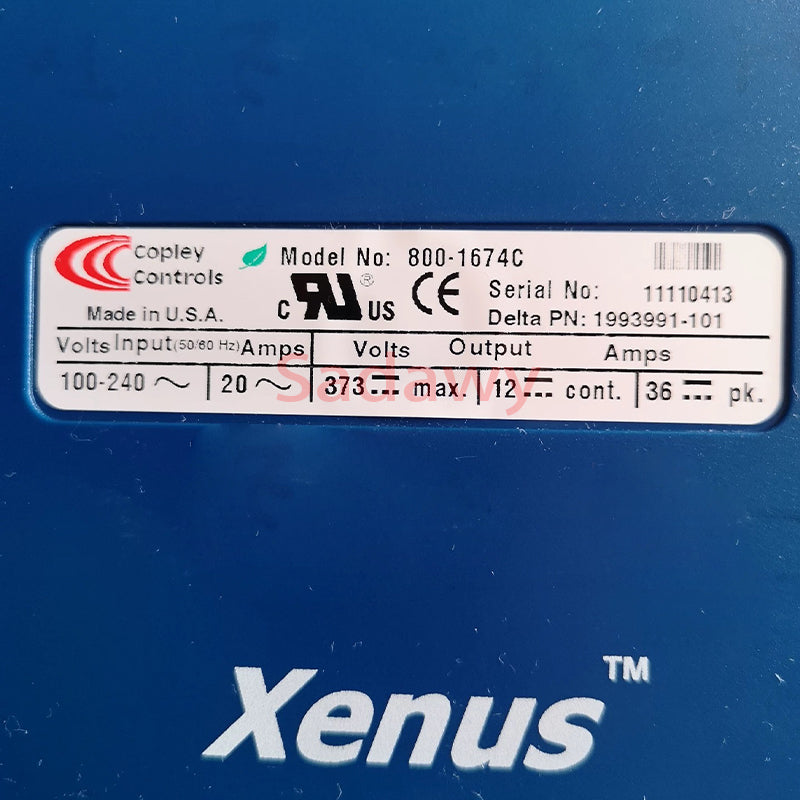 Copley Controls
Model No: 800-1674C
Made in U.S.A.
C RU® US CE
Serial No: 11110413
Delta PN: 1993991-101
Volts Input (50/60 Hz) Amps
Volts Output Amps
100-240 ~ 20 ~ 373 ⎓ max. 12 ⎓ cont. 36 ⎓ pk.
Sadawy
Xenus™